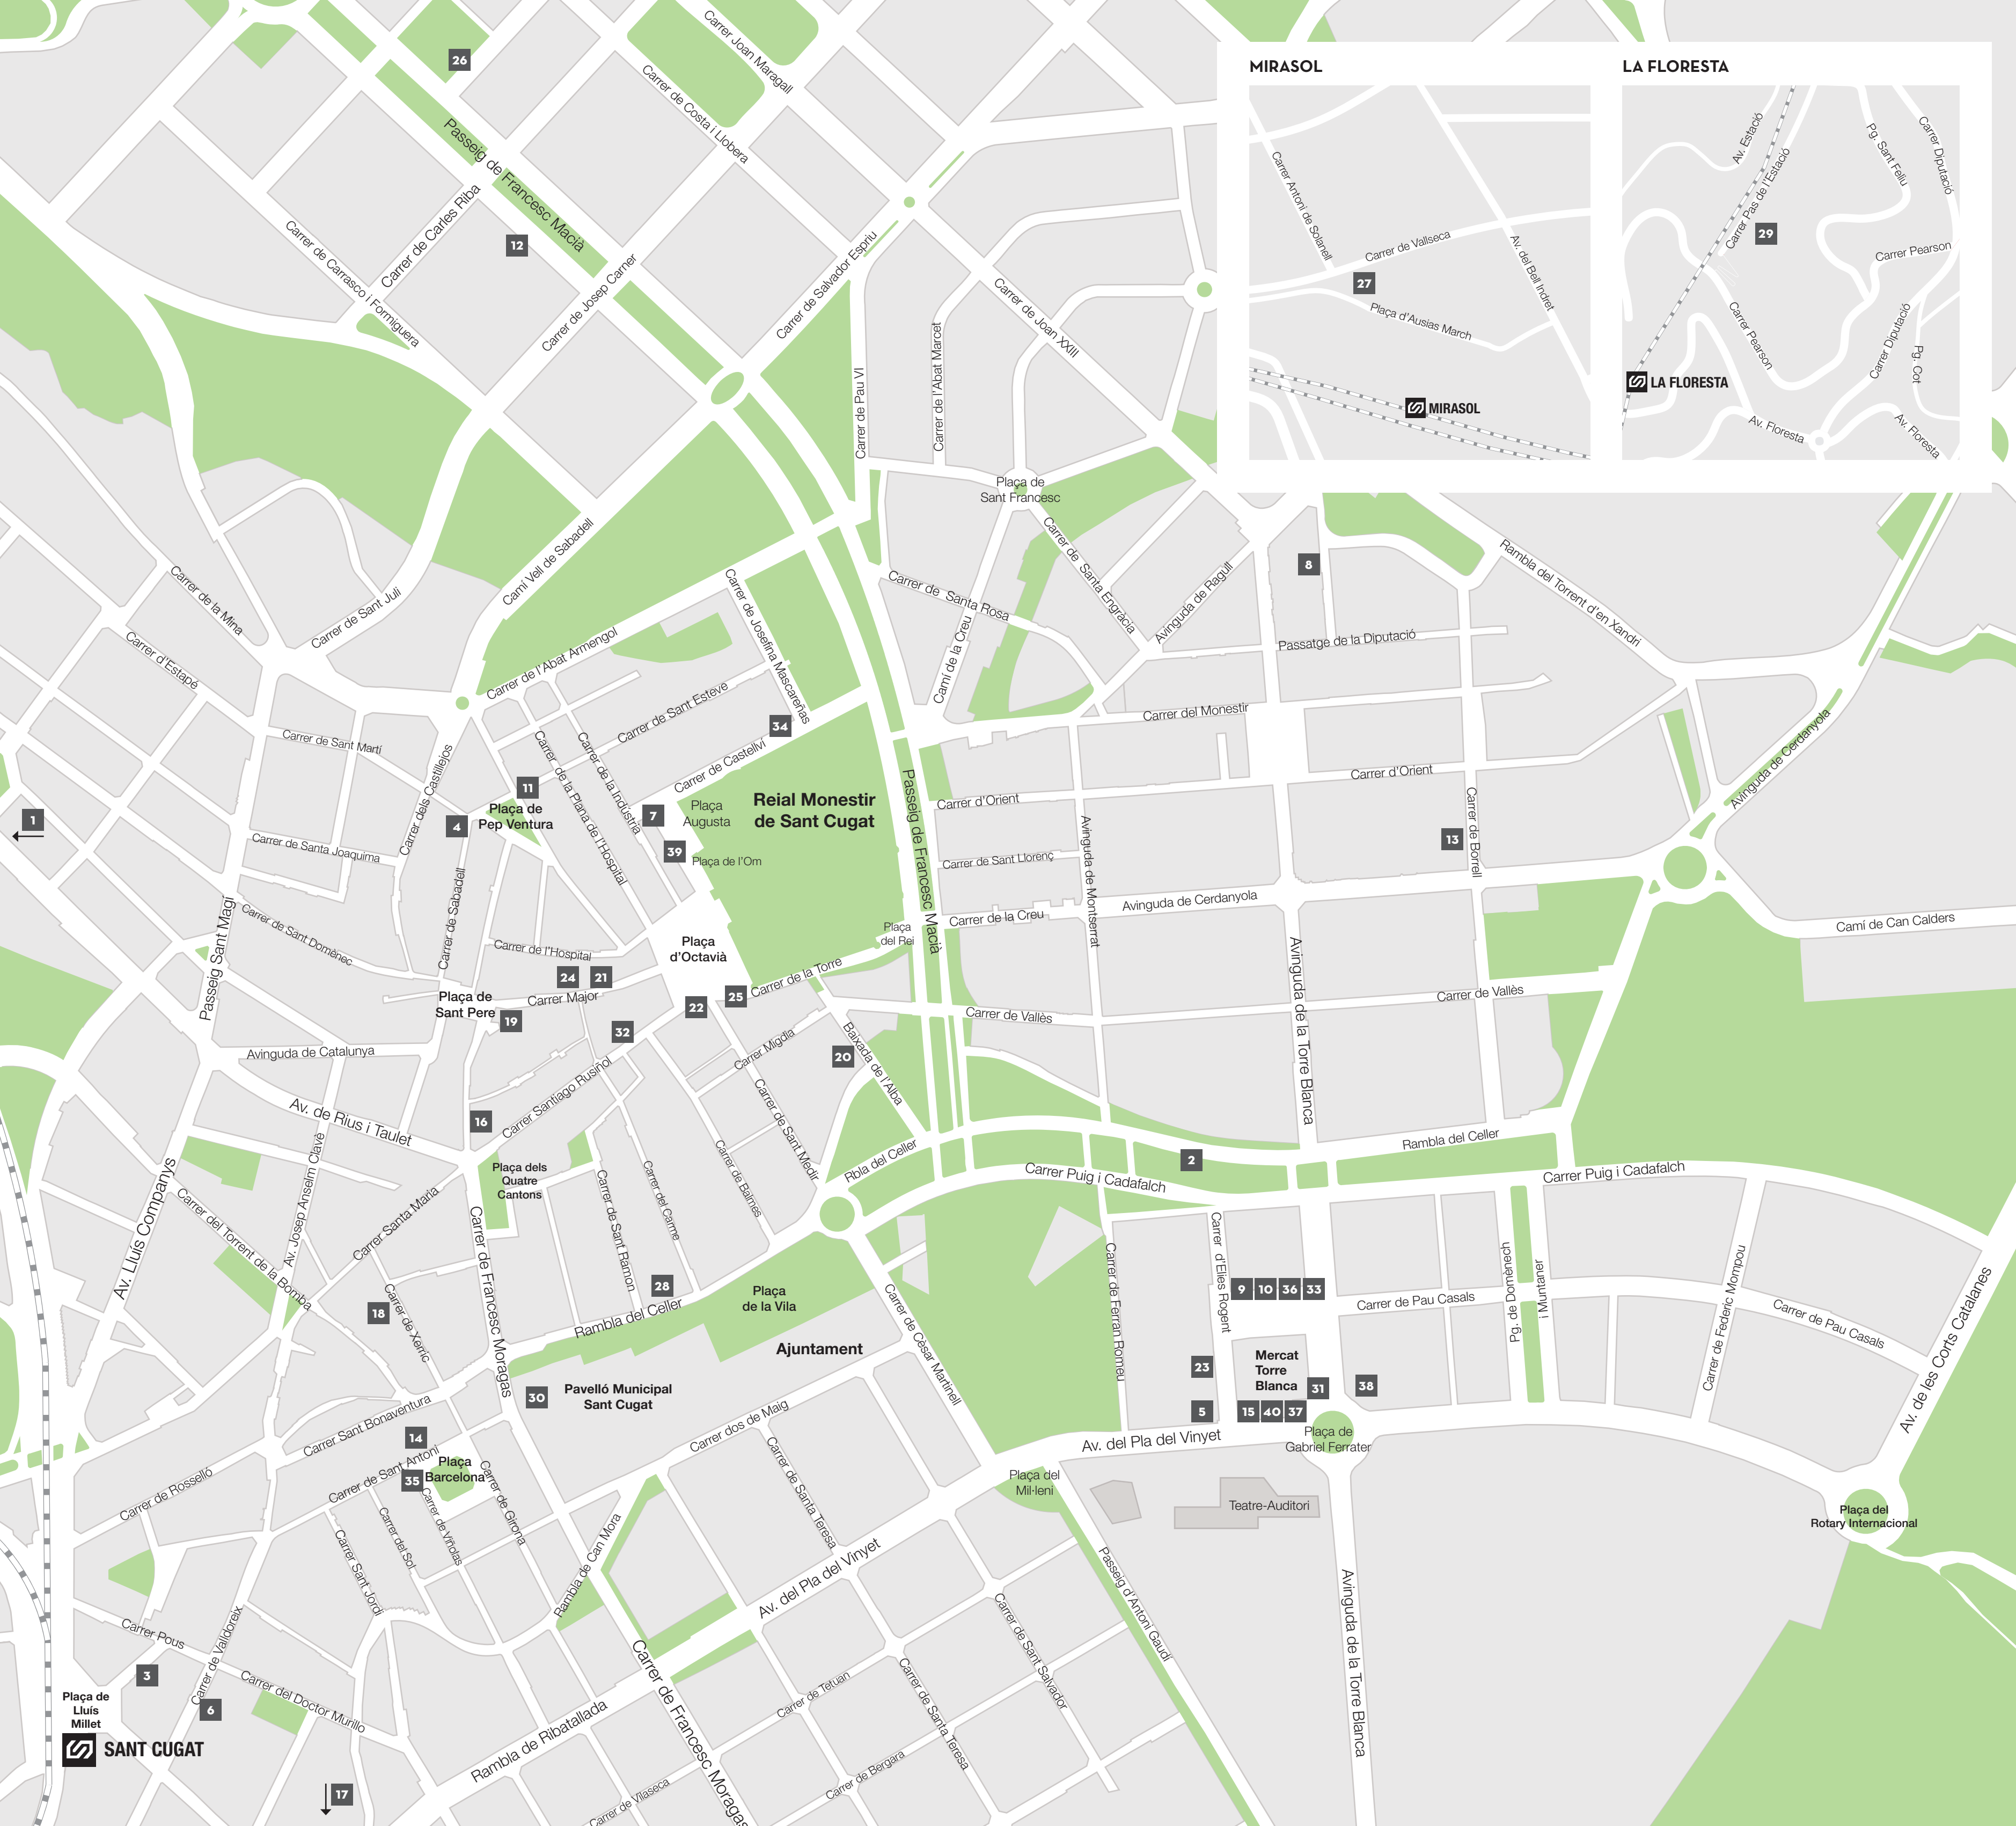 26
Carrer Joan Maragall
Carrer de Costa i Llobera
Passeig de Francesc Macià
Carrer de Carles Riba
12
Carrer de Carrasco i Formiguera
Carrer de Josep Carner
Carrer de Salvador Espriu
Carrer de Joan XXIII
Carrer de Pau VI
Carrer de l'Abat Marcet
MIRASOL
Carrer Antoni de Solanell
Carrer de Vallseca
Av. del Bell Indret
27
Plaça d'Ausias March
MIRASOL
LA FLORESTA
Av. Estació
Carrer Pas de l'Estació
Pg. Sant Feliu
Carrer Diputació
29
Carrer Pearson
Carrer Pearson
Carrer Diputació
Pg. Cot
LA FLORESTA
Av. Floresta
Av. Floresta
Plaça de
Sant Francesc
Camí Vell de Sabadell
Carrer de la Mina
Carrer de Sant Juli
Carrer d'Estapé
Carrer de l'Abat Armengol
Carrer de Josefina Mascareñas
Carrer de Santa Rosa
Camí de la Creu
Carrer de Santa Engràcia
Avinguda de Ragull
8
Passatge de la Diputació
Rambla del Torrent d'en Xandri
Carrer de Sant Martí
Carrer dels Castillejos
Carrer de Sant Esteve
34
Carrer de Castellví
Carrer de la Indústria
Carrer de la Plana de l'Hospital
Carrer del Monestir
Carrer d'Orient
Carrer d'Orient
Avinguda de Cerdanyola
1
11
Plaça de
Pep Ventura
4
7
Plaça
Augusta
39
Plaça de l'Om
Reial Monestir
de Sant Cugat
Passeig de Francesc Macià
Carrer de Santa Joaquima
Carrer de Sant Llorenç
Avinguda de Montserrat
13
Carrer de Borrell
Passeig Sant Magí
Carrer de Sant Domènec
Carrer de Sabadell
Carrer de l'Hospital
Plaça
d'Octavià
Plaça
del Rei
Carrer de la Creu
Avinguda de Cerdanyola
Camí de Can Calders
24
21
Carrer Major
Plaça de
Sant Pere
19
25
Carrer de la Torre
22
32
Carrer de Vallès
Carrer de Vallès
Avinguda de la Torre Blanca
Avinguda de Catalunya
Carrer Migdia
20
Baixada de l'Alba
Carrer Santiago Rusiñol
Av. de Rius i Taulet
16
Carrer de Sant Medir
Carrer de Balmes
Rbla del Celler
2
Rambla del Celler
Carrer Puig i Cadafalch
Carrer Puig i Cadafalch
Plaça dels
Quatre
Cantons
Carrer de Sant Ramon
Carrer del Carme
Av. Lluís Companys
Carrer del Torrent de la Bomba
Av. Josep Anselm Clavé
Carrer Santa Maria
Carrer de Francesc Moragas
28
Rambla del Celler
Plaça
de la Vila
Ajuntament
18
Carrer de Xerric
Carrer de Cèsar Martinell
Carrer de Ferran Romeu
Carrer d'Elies Rogent
9
10
36
33
Carrer de Pau Casals
Pg. de Domenech
i Muntaner
Carrer de Federic Mompou
Carrer de Pau Casals
Av. de les Corts Catalanes
23
Mercat
Torre
Blanca
31
38
5
15
40
37
Plaça de
Gabriel Ferrater
30
Pavelló Municipal
Sant Cugat
Carrer dos de Maig
Carrer Sant Bonaventura
14
Carrer de Sant Antoni
35
Plaça
Barcelona
Carrer de Rosselló
Carrer de Girona
Carrer de Viñolas
Carrer del Sol
Carrer Sant Jordi
Carrer de Santa Teresa
Av. del Pla del Vinyet
Plaça del
Mil·leni
Teatre-Auditori
Plaça del
Rotary Internacional
Rambla de Can Mora
Av. del Pla del Vinyet
Passeig d'Antoni Gaudí
Avinguda de la Torre Blanca
Carrer Pous
3
Carrer de Valldoreix
Carrer del Doctor Murillo
6
Plaça de
Lluís
Millet
SANT CUGAT
17
Rambla de Ribatallada
Carrer de Francesc Moragas
Carrer de Tetuan
Carrer de Sant Salvador
Carrer de Santa Teresa
Carrer de Bergara
Carrer de Vilaseca